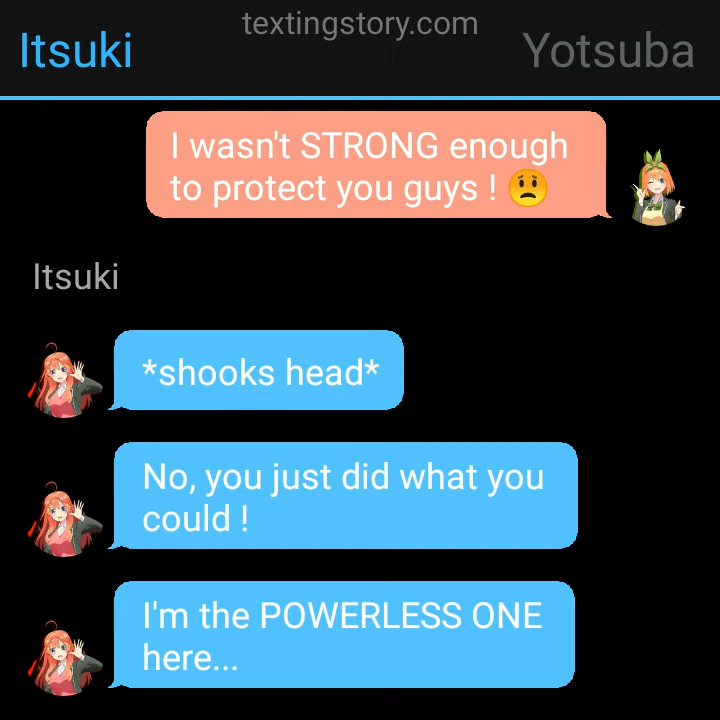 textingstory.com
Itsuki
Yotsuba
I wasn't STRONG enough
to protect you guys ! 😟
Itsuki
*shooks head*
No, you just did what you
could !
I'm the POWERLESS ONE
here...